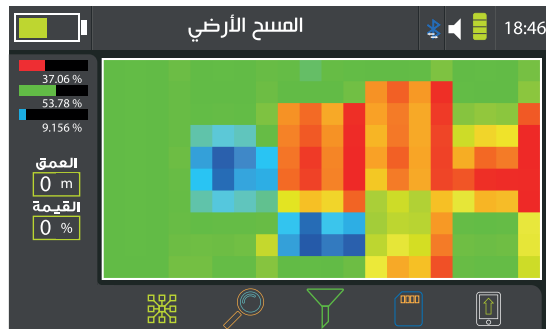 المسح الأرضي
18:46
37.06 %
53.78 %
9.156 %
العمق
0 m
القيمة
0 %